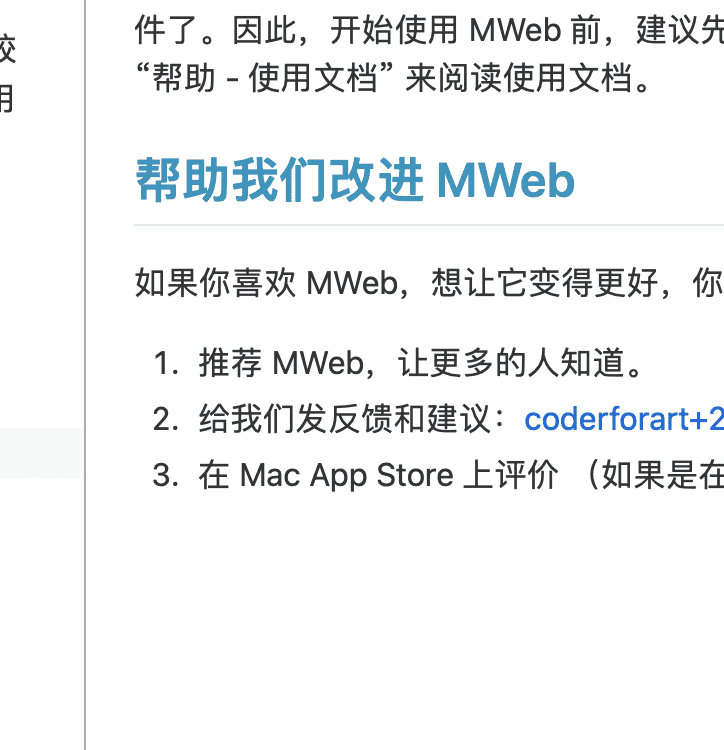 件了。因此，开始使用 MWeb 前，建议先
“帮助 - 使用文档” 来阅读使用文档。
帮助我们改进 MWeb
如果你喜欢 MWeb，想让它变得更好，你
1. 推荐 MWeb，让更多的人知道。
2. 给我们发反馈和建议：coderforart+2
3. 在 Mac App Store 上评价 （如果是在